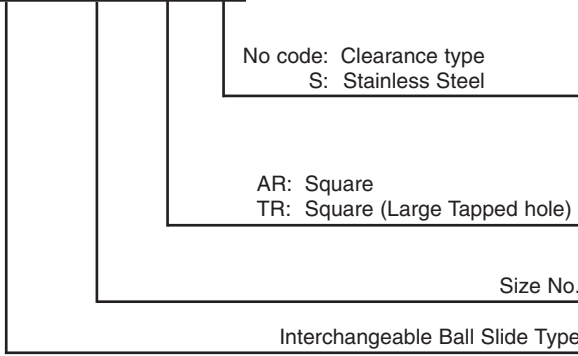 No code: Clearance type
S: Stainless Steel
AR: Square
TR: Square (Large Tapped hole)
Size No.
Interchangeable Ball Slide Type